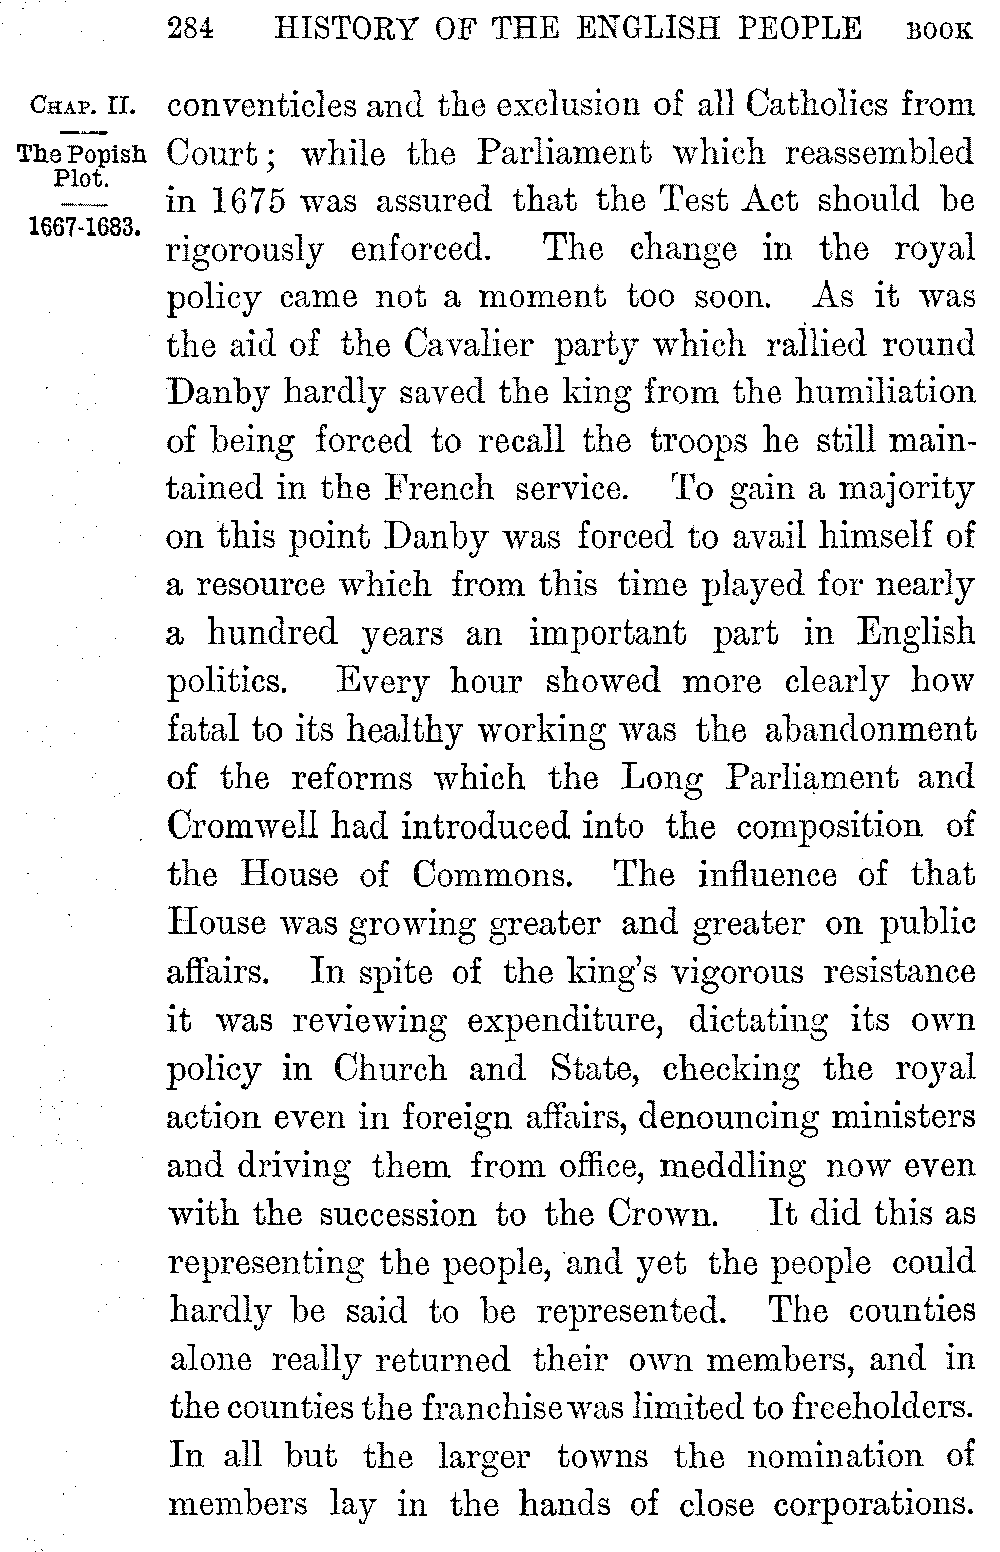 284 HISTORY OF THE ENGLISH PEOPLE BOOK
CHAP. II.
The Popish
Plot.
1667-1683.
conventicles and the exclusion of all Catholics from
Court; while the Parliament which reassembled
in 1675 was assured that the Test Act should be
rigorously enforced. The change in the royal
policy came not a moment too soon. As it was
the aid of the Cavalier party which rallied round
Danby hardly saved the king from the humiliation
of being forced to recall the troops he still main-
tained in the French service. To gain a majority
on this point Danby was forced to avail himself of
a resource which from this time played for nearly
a hundred years an important part in English
politics. Every hour showed more clearly how
fatal to its healthy working was the abandonment
of the reforms which the Long Parliament and
Cromwell had introduced into the composition of
the House of Commons. The influence of that
House was growing greater and greater on public
affairs. In spite of the king's vigorous resistance
it was reviewing expenditure, dictating its own
policy in Church and State, checking the royal
action even in foreign affairs, denouncing ministers
and driving them from office, meddling now even
with the succession to the Crown. It did this as
representing the people, and yet the people could
hardly be said to be represented. The counties
alone really returned their own members, and in
the counties the franchise was limited to freeholders.
In all but the larger towns the nomination of
members lay in the hands of close corporations.